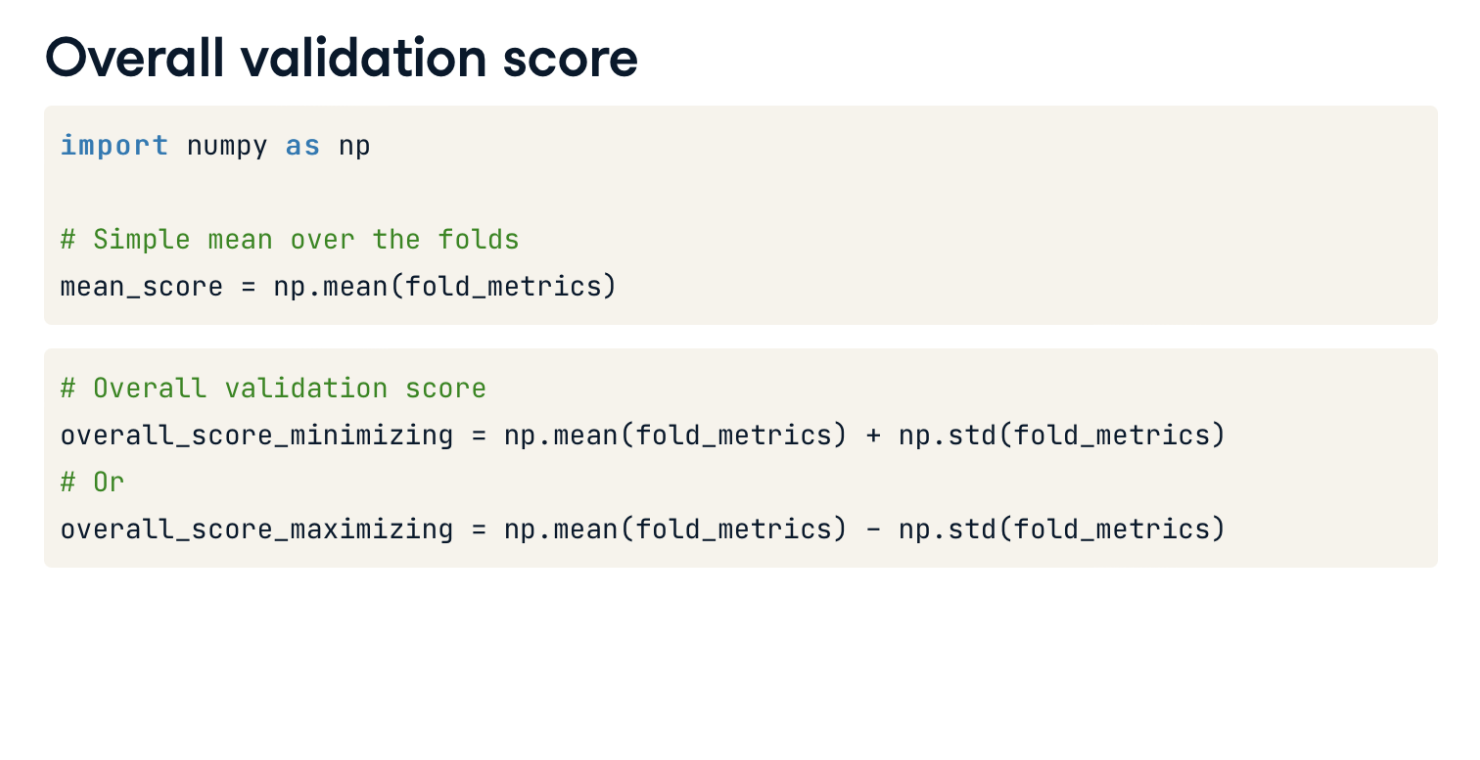 Overall validation score
import numpy as np
# Simple mean over the folds
mean_score = np.mean(fold_metrics)
# Overall validation score
overall_score_minimizing = np.mean(fold_metrics) + np.std(fold_metrics)
# Or
overall_score_maximizing = np.mean(fold_metrics) - np.std(fold_metrics)